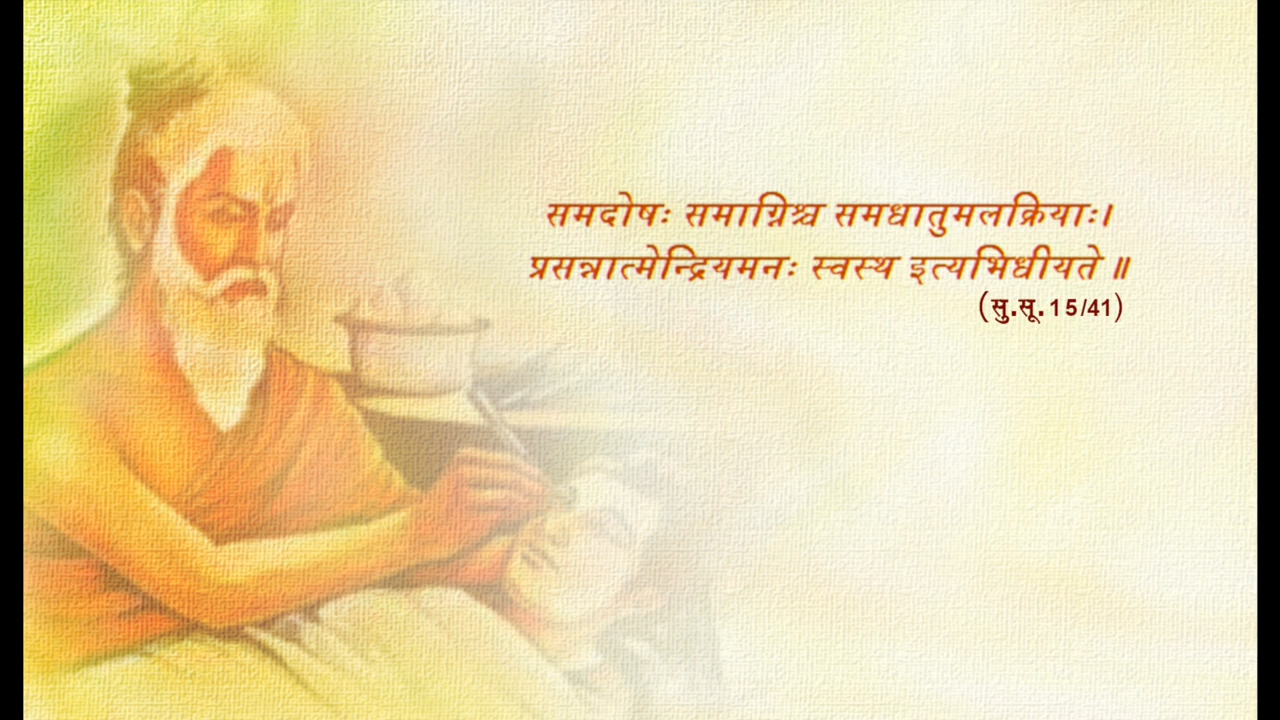 समदोषः समाग्निश्च समधातुमलक्रियाः।
प्रसन्नात्मेन्द्रियमनः स्वस्थ इत्यभिधीयते ॥
(सु.सू. 15/41)